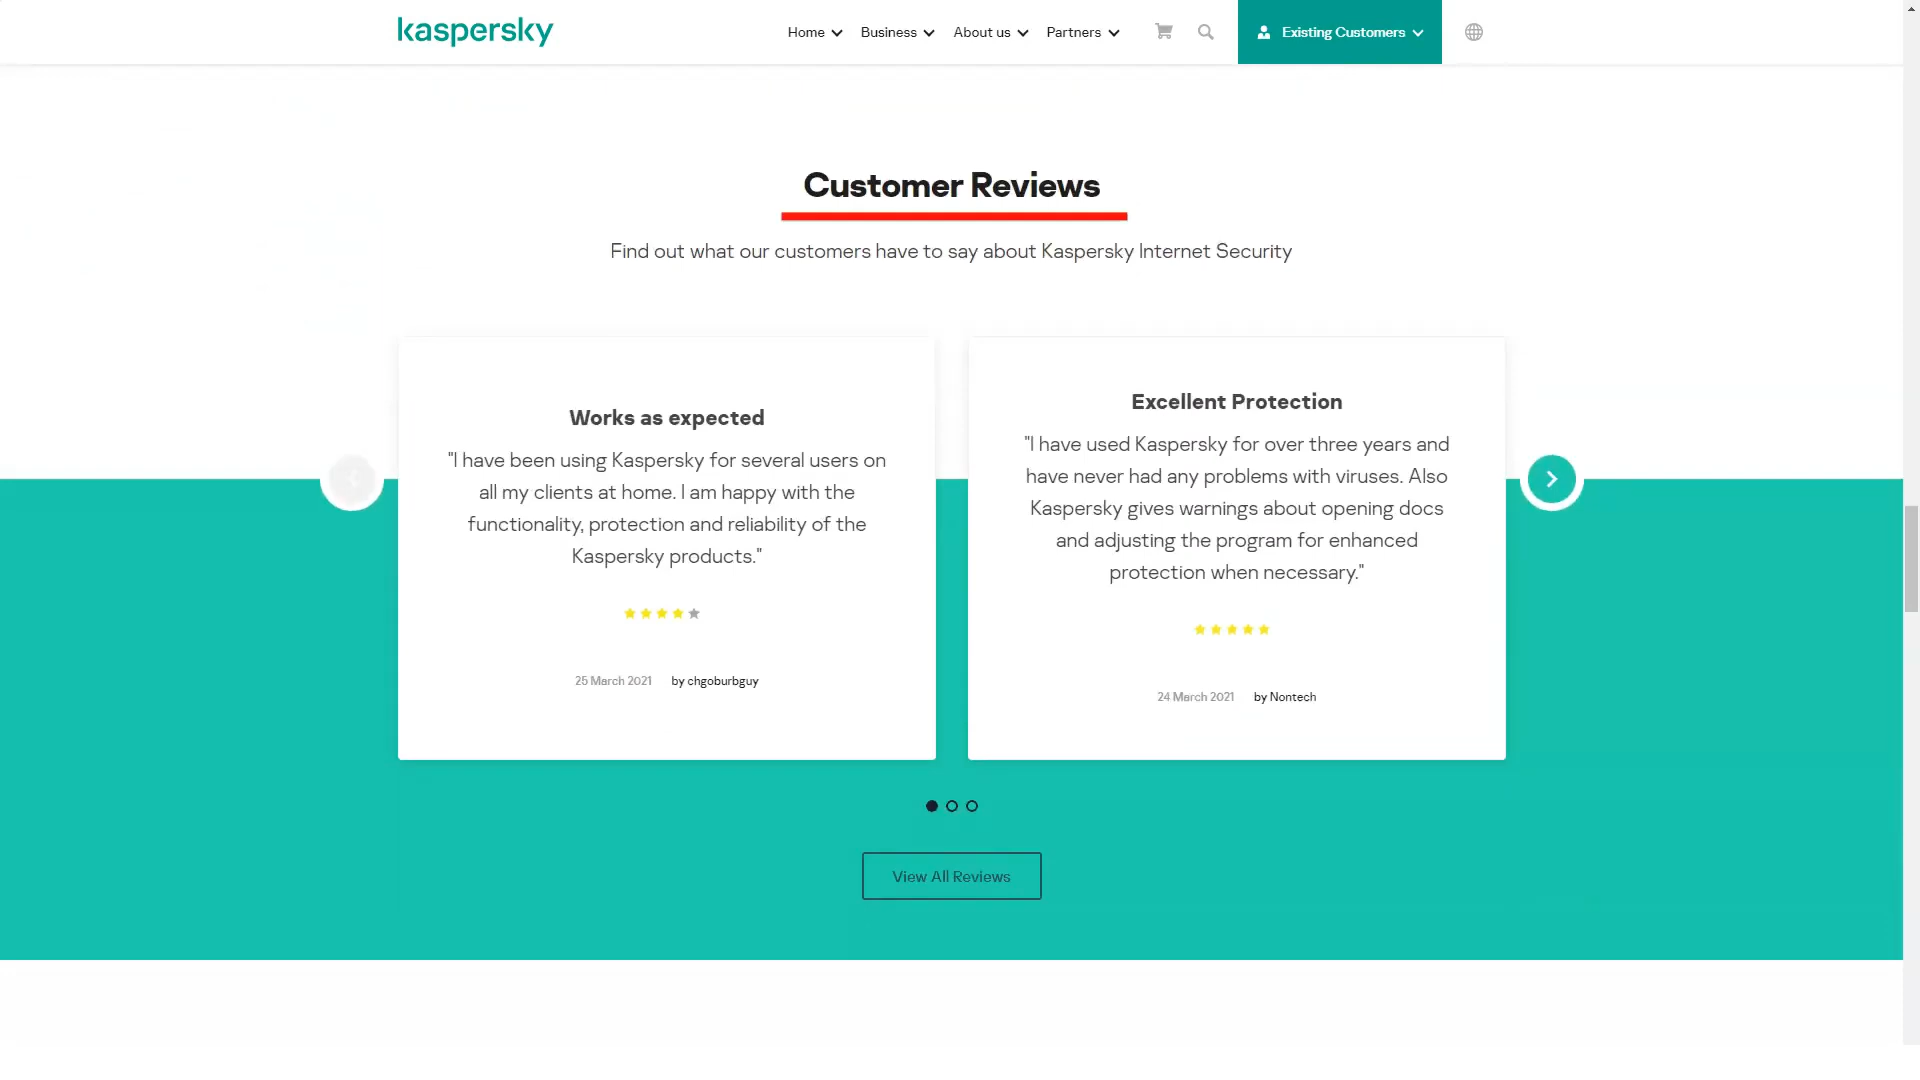 kaspersky
Home
Business
About us
Partners
Existing Customers
Customer Reviews
Find out what our customers have to say about Kaspersky Internet Security
Works as expected
"I have been using Kaspersky for several users on
all my clients at home. I am happy with the
functionality, protection and reliability of the
Kaspersky products."
25 March 2021 by chgoburbguy
Excellent Protection
"I have used Kaspersky for over three years and
have never had any problems with viruses. Also
Kaspersky gives warnings about opening docs
and adjusting the program for enhanced
protection when necessary."
24 March 2021 by Nontech
View All Reviews